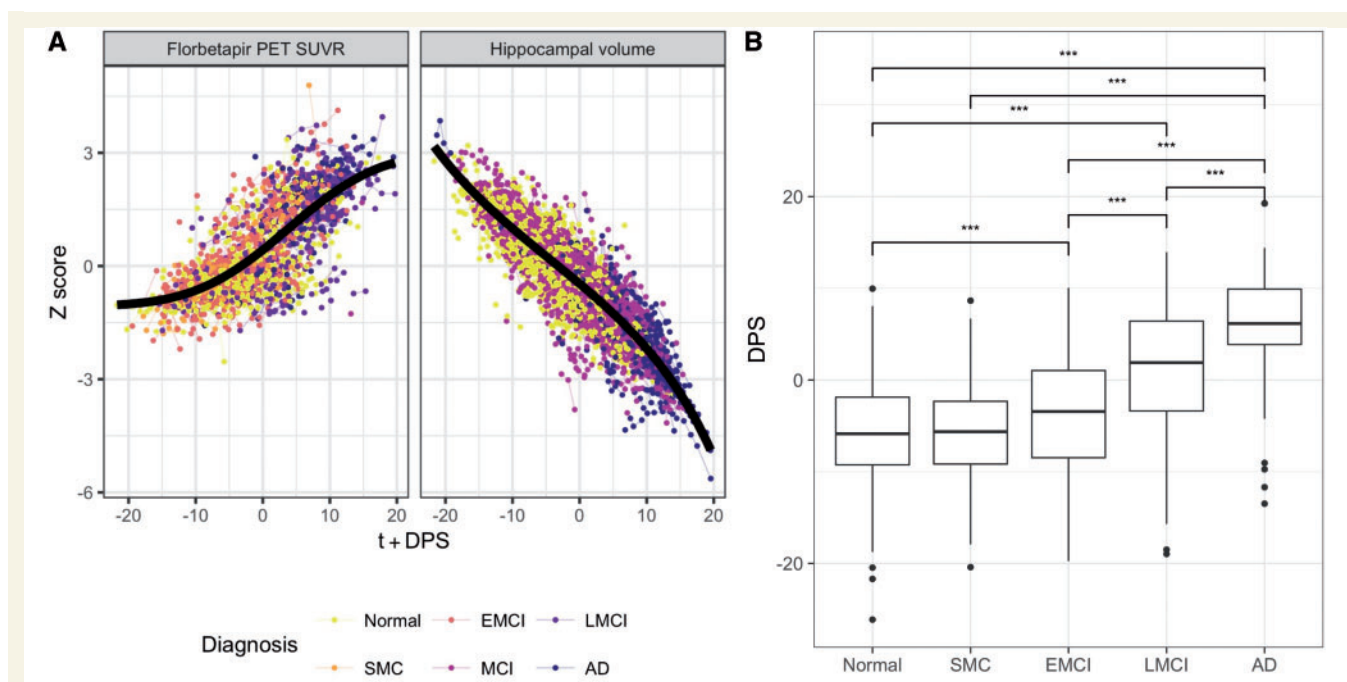 A
Florbetapir PET SUVR
Hippocampal volume
Z score
3
0
-3
-6
-20 -10 0 10 20
-20 -10 0 10 20
t + DPS
Diagnosis
Normal EMCI LMCI
SMC MCI AD
B
DPS
20
0
-20
***
***
***
***
***
***
***
Normal SMC EMCI LMCI AD